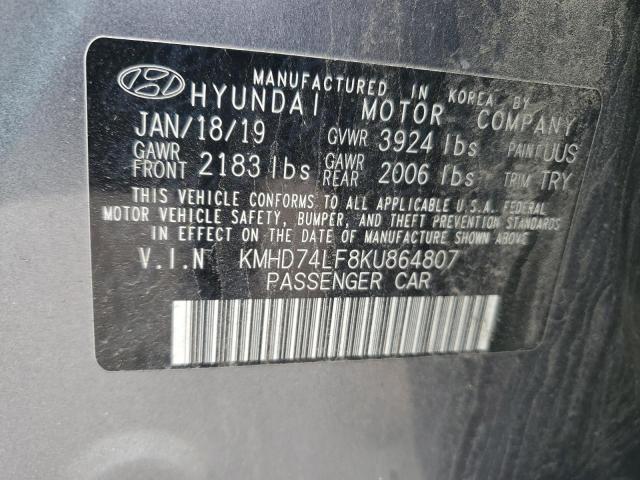 MANUFACTURED IN KOREA BY
HYUNDAI MOTOR COMPANY
JAN/18/19 GVWR 3924 lbs PAINT UUS
GAWR FRONT 2183 lbs GAWR REAR 2006 lbs TRIM TRY
THIS VEHICLE CONFORMS TO ALL APPLICABLE U.S.A. FEDERAL
MOTOR VEHICLE SAFETY, BUMPER, AND THEFT PREVENTION STANDARDS
IN EFFECT ON THE DATE OF MANUFACTURE SHOWN ABOVE.
V.I.N KMHD74LF8KU864807
PASSENGER CAR